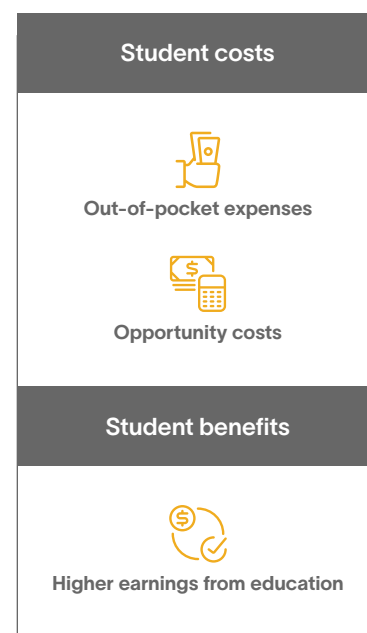 Student costs
Out-of-pocket expenses
$
Opportunity costs
Student benefits
$
Higher earnings from education